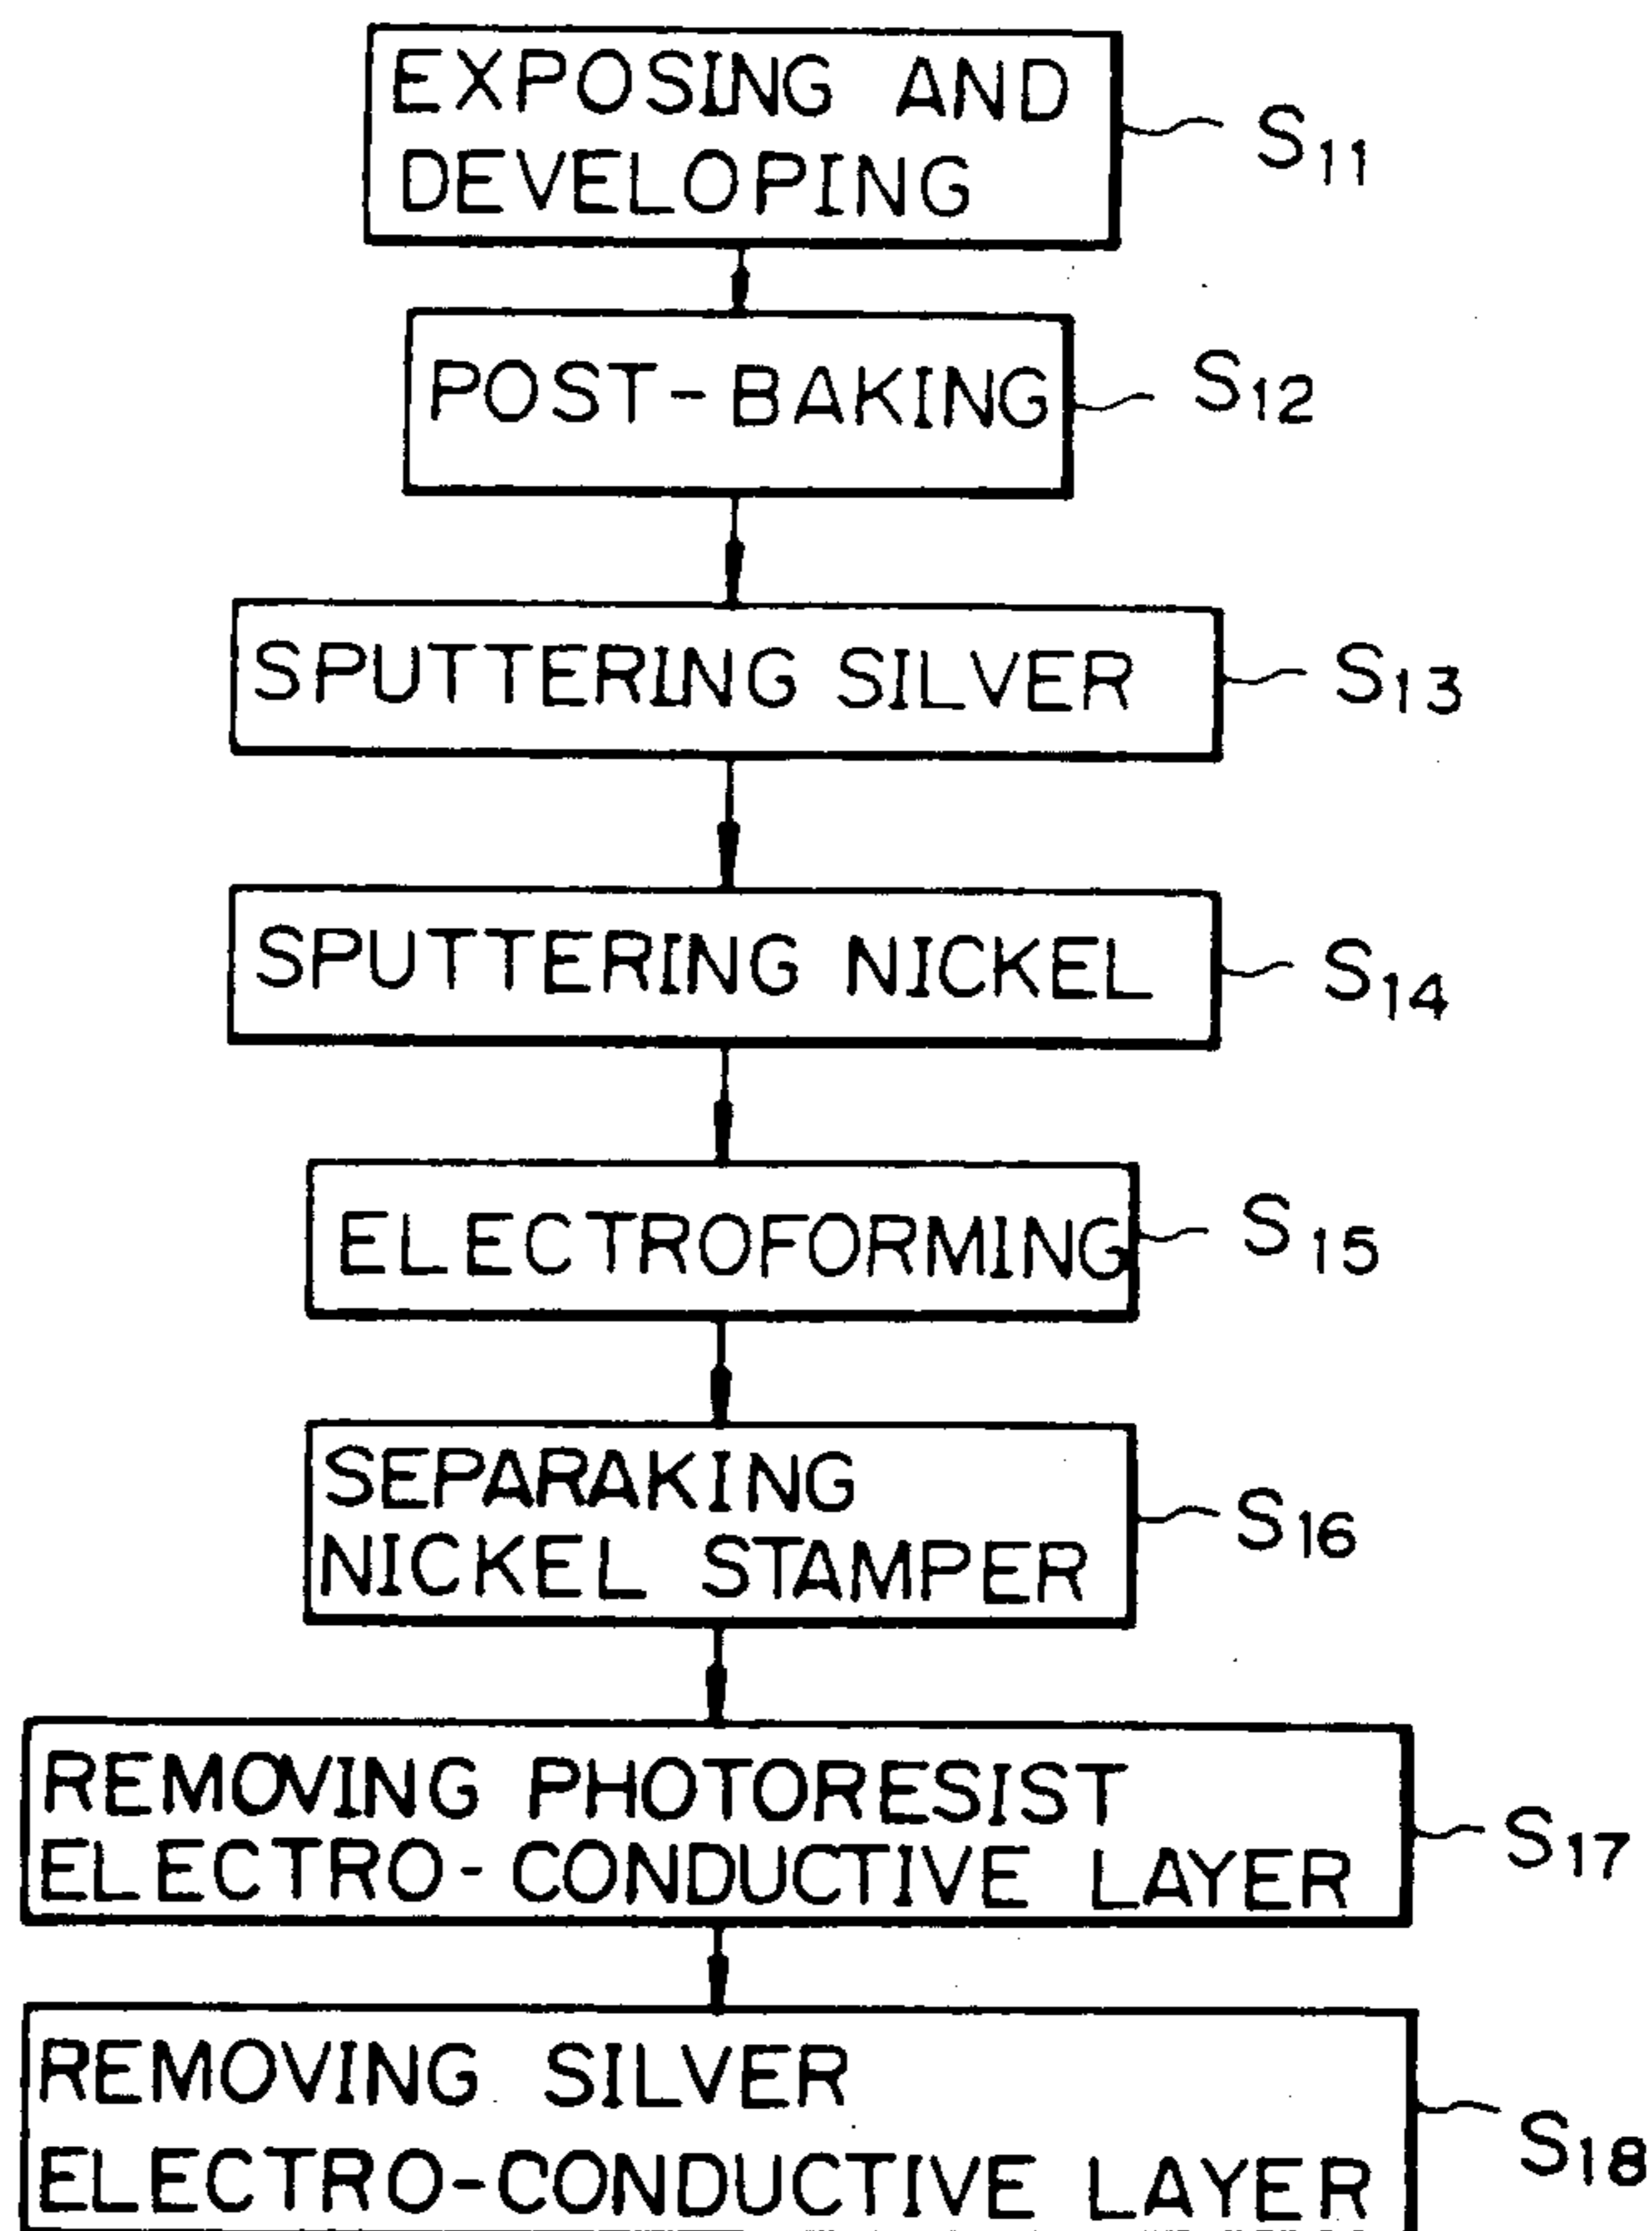 EXPOSING AND
DEVELOPING
S11
POST-BAKING
S12
SPUTTERING SILVER
S13
SPUTTERING NICKEL
S14
ELECTROFORMING
S15
SEPARAKING
NICKEL STAMPER
S16
REMOVING PHOTORESIST
ELECTRO-CONDUCTIVE LAYER
S17
REMOVING SILVER
ELECTRO-CONDUCTIVE LAYER
S18